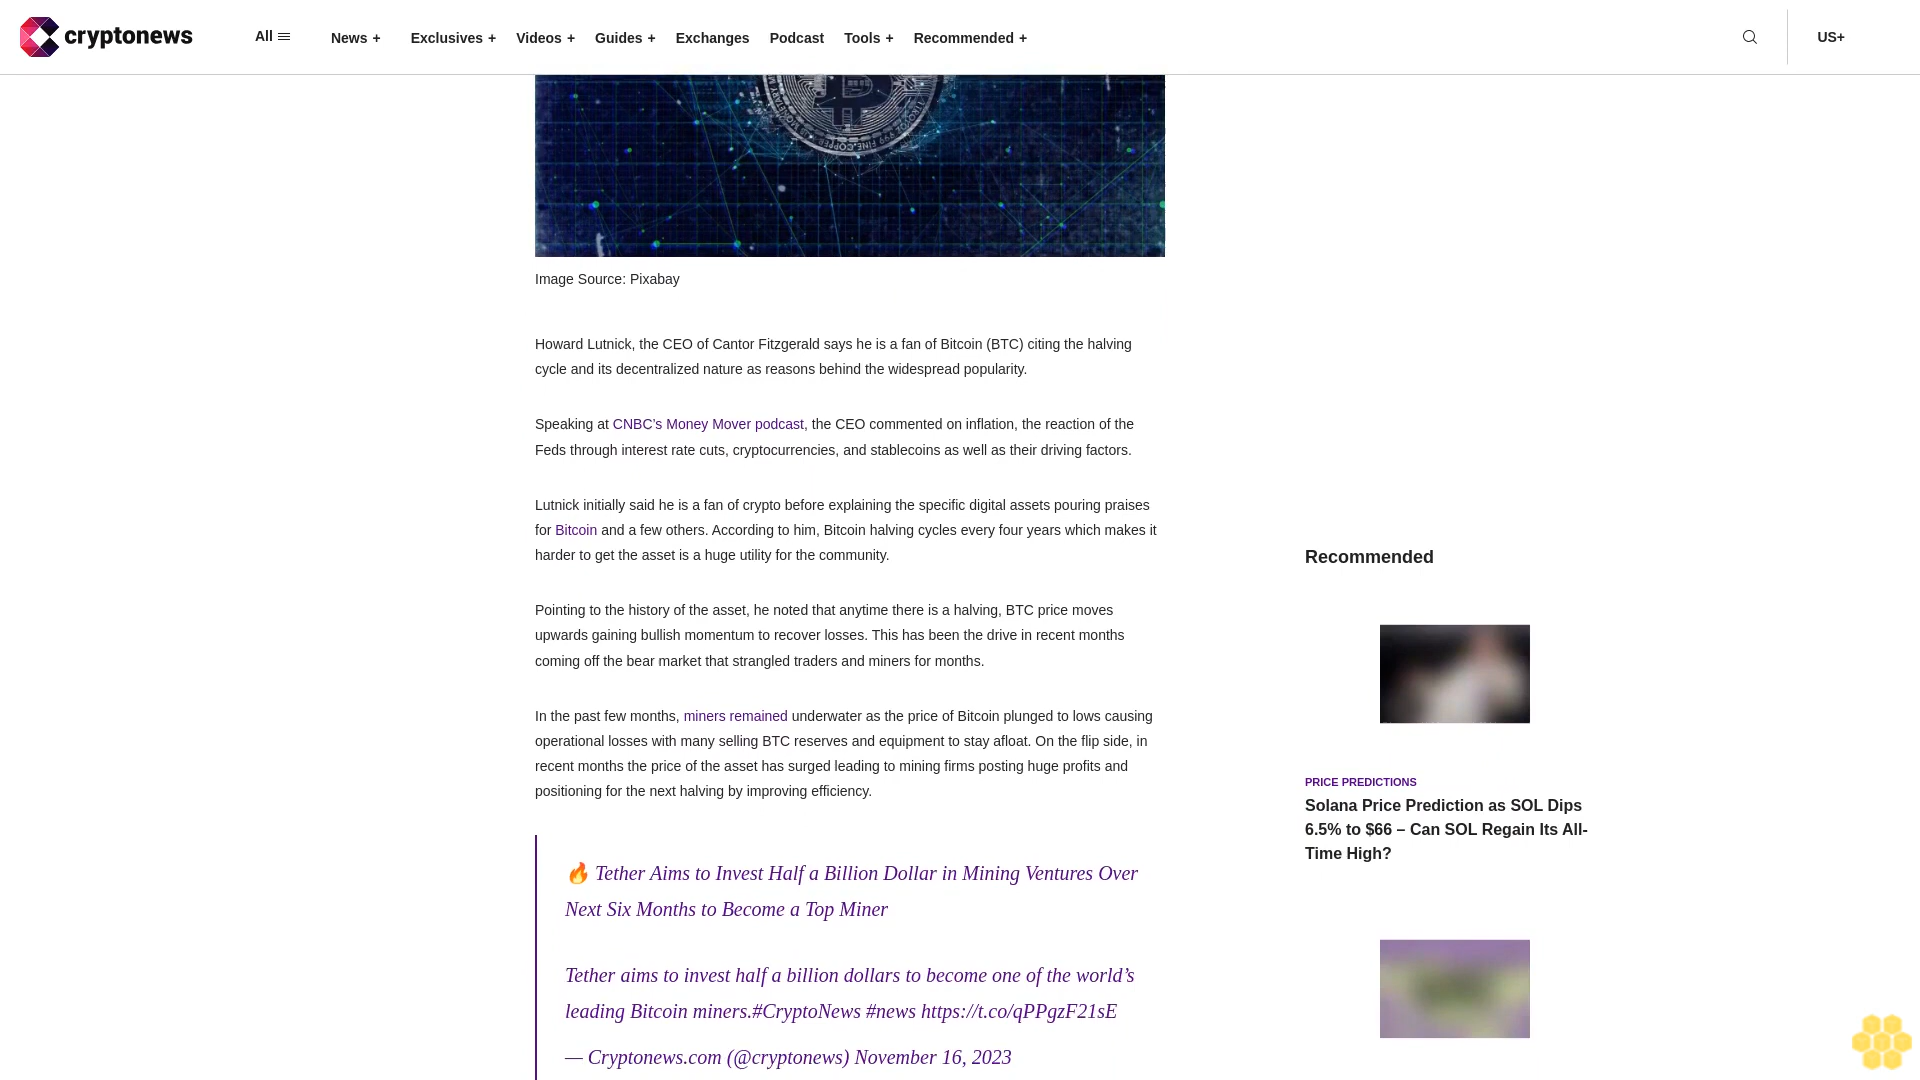 cryptonews
All
News +
Exclusives +
Videos +
Guides +
Exchanges
Podcast
Tools +
Recommended +
US+
Image Source: Pixabay
Howard Lutnick, the CEO of Cantor Fitzgerald says he is a fan of Bitcoin (BTC) citing the halving
cycle and its decentralized nature as reasons behind the widespread popularity.
Speaking at CNBC’s Money Mover podcast, the CEO commented on inflation, the reaction of the
Feds through interest rate cuts, cryptocurrencies, and stablecoins as well as their driving factors.
Lutnick initially said he is a fan of crypto before explaining the specific digital assets pouring praises
for Bitcoin and a few others. According to him, Bitcoin halving cycles every four years which makes it
harder to get the asset is a huge utility for the community.
Pointing to the history of the asset, he noted that anytime there is a halving, BTC price moves
upwards gaining bullish momentum to recover losses. This has been the drive in recent months
coming off the bear market that strangled traders and miners for months.
In the past few months, miners remained underwater as the price of Bitcoin plunged to lows causing
operational losses with many selling BTC reserves and equipment to stay afloat. On the flip side, in
recent months the price of the asset has surged leading to mining firms posting huge profits and
positioning for the next halving by improving efficiency.
🔥 Tether Aims to Invest Half a Billion Dollar in Mining Ventures Over
Next Six Months to Become a Top Miner
Tether aims to invest half a billion dollars to become one of the world’s
leading Bitcoin miners.#CryptoNews #news https://t.co/qPPgzF21sE
— Cryptonews.com (@cryptonews) November 16, 2023
Recommended
PRICE PREDICTIONS
Solana Price Prediction as SOL Dips
6.5% to $66 – Can SOL Regain Its All-
Time High?